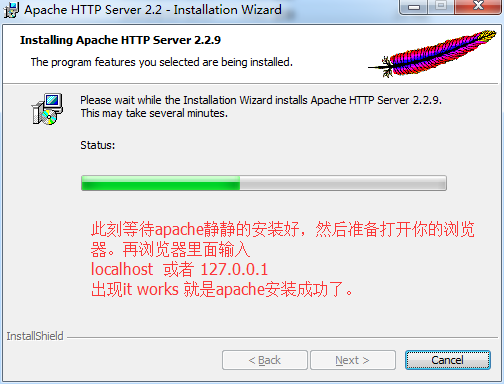 Apache HTTP Server 2.2 - Installation Wizard
Installing Apache HTTP Server 2.2.9
The program features you selected are being installed.
Please wait while the Installation Wizard installs Apache HTTP Server 2.2.9.
This may take several minutes.
Status:
此刻等待apache静静的安装好，然后准备打开你的浏览
器。再浏览器里面输入
localhost 或者 127.0.0.1
出现it works 就是apache安装成功了。
InstallShield
< Back
Next >
Cancel